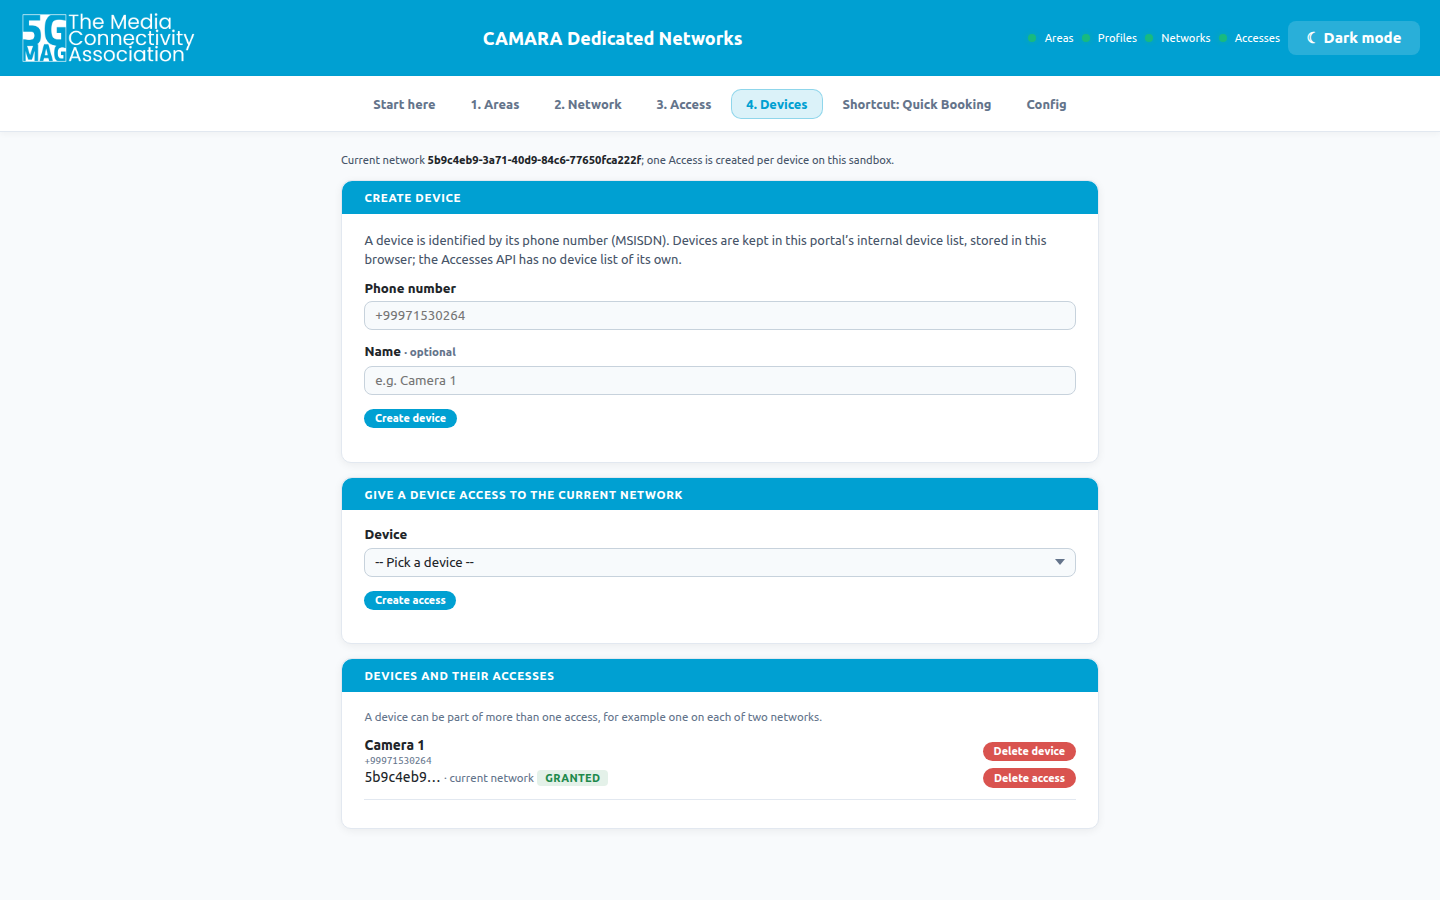 5G MAG The Media Connectivity Association
CAMARA Dedicated Networks
Areas Profiles Networks Accesses
Dark mode
Start here
1. Areas
2. Network
3. Access
4. Devices
Shortcut: Quick Booking
Config
Current network 5b9c4eb9-3a71-40d9-84c6-77650fca222f; one Access is created per device on this sandbox.
CREATE DEVICE
A device is identified by its phone number (MSISDN). Devices are kept in this portal's internal device list, stored in this
browser; the Accesses API has no device list of its own.
Phone number
+99971530264
Name · optional
e.g. Camera 1
Create device
GIVE A DEVICE ACCESS TO THE CURRENT NETWORK
Device
-- Pick a device --
Create access
DEVICES AND THEIR ACCESSES
A device can be part of more than one access, for example one on each of two networks.
Camera 1
Delete device
+99971530264
5b9c4eb9... · current network GRANTED
Delete access